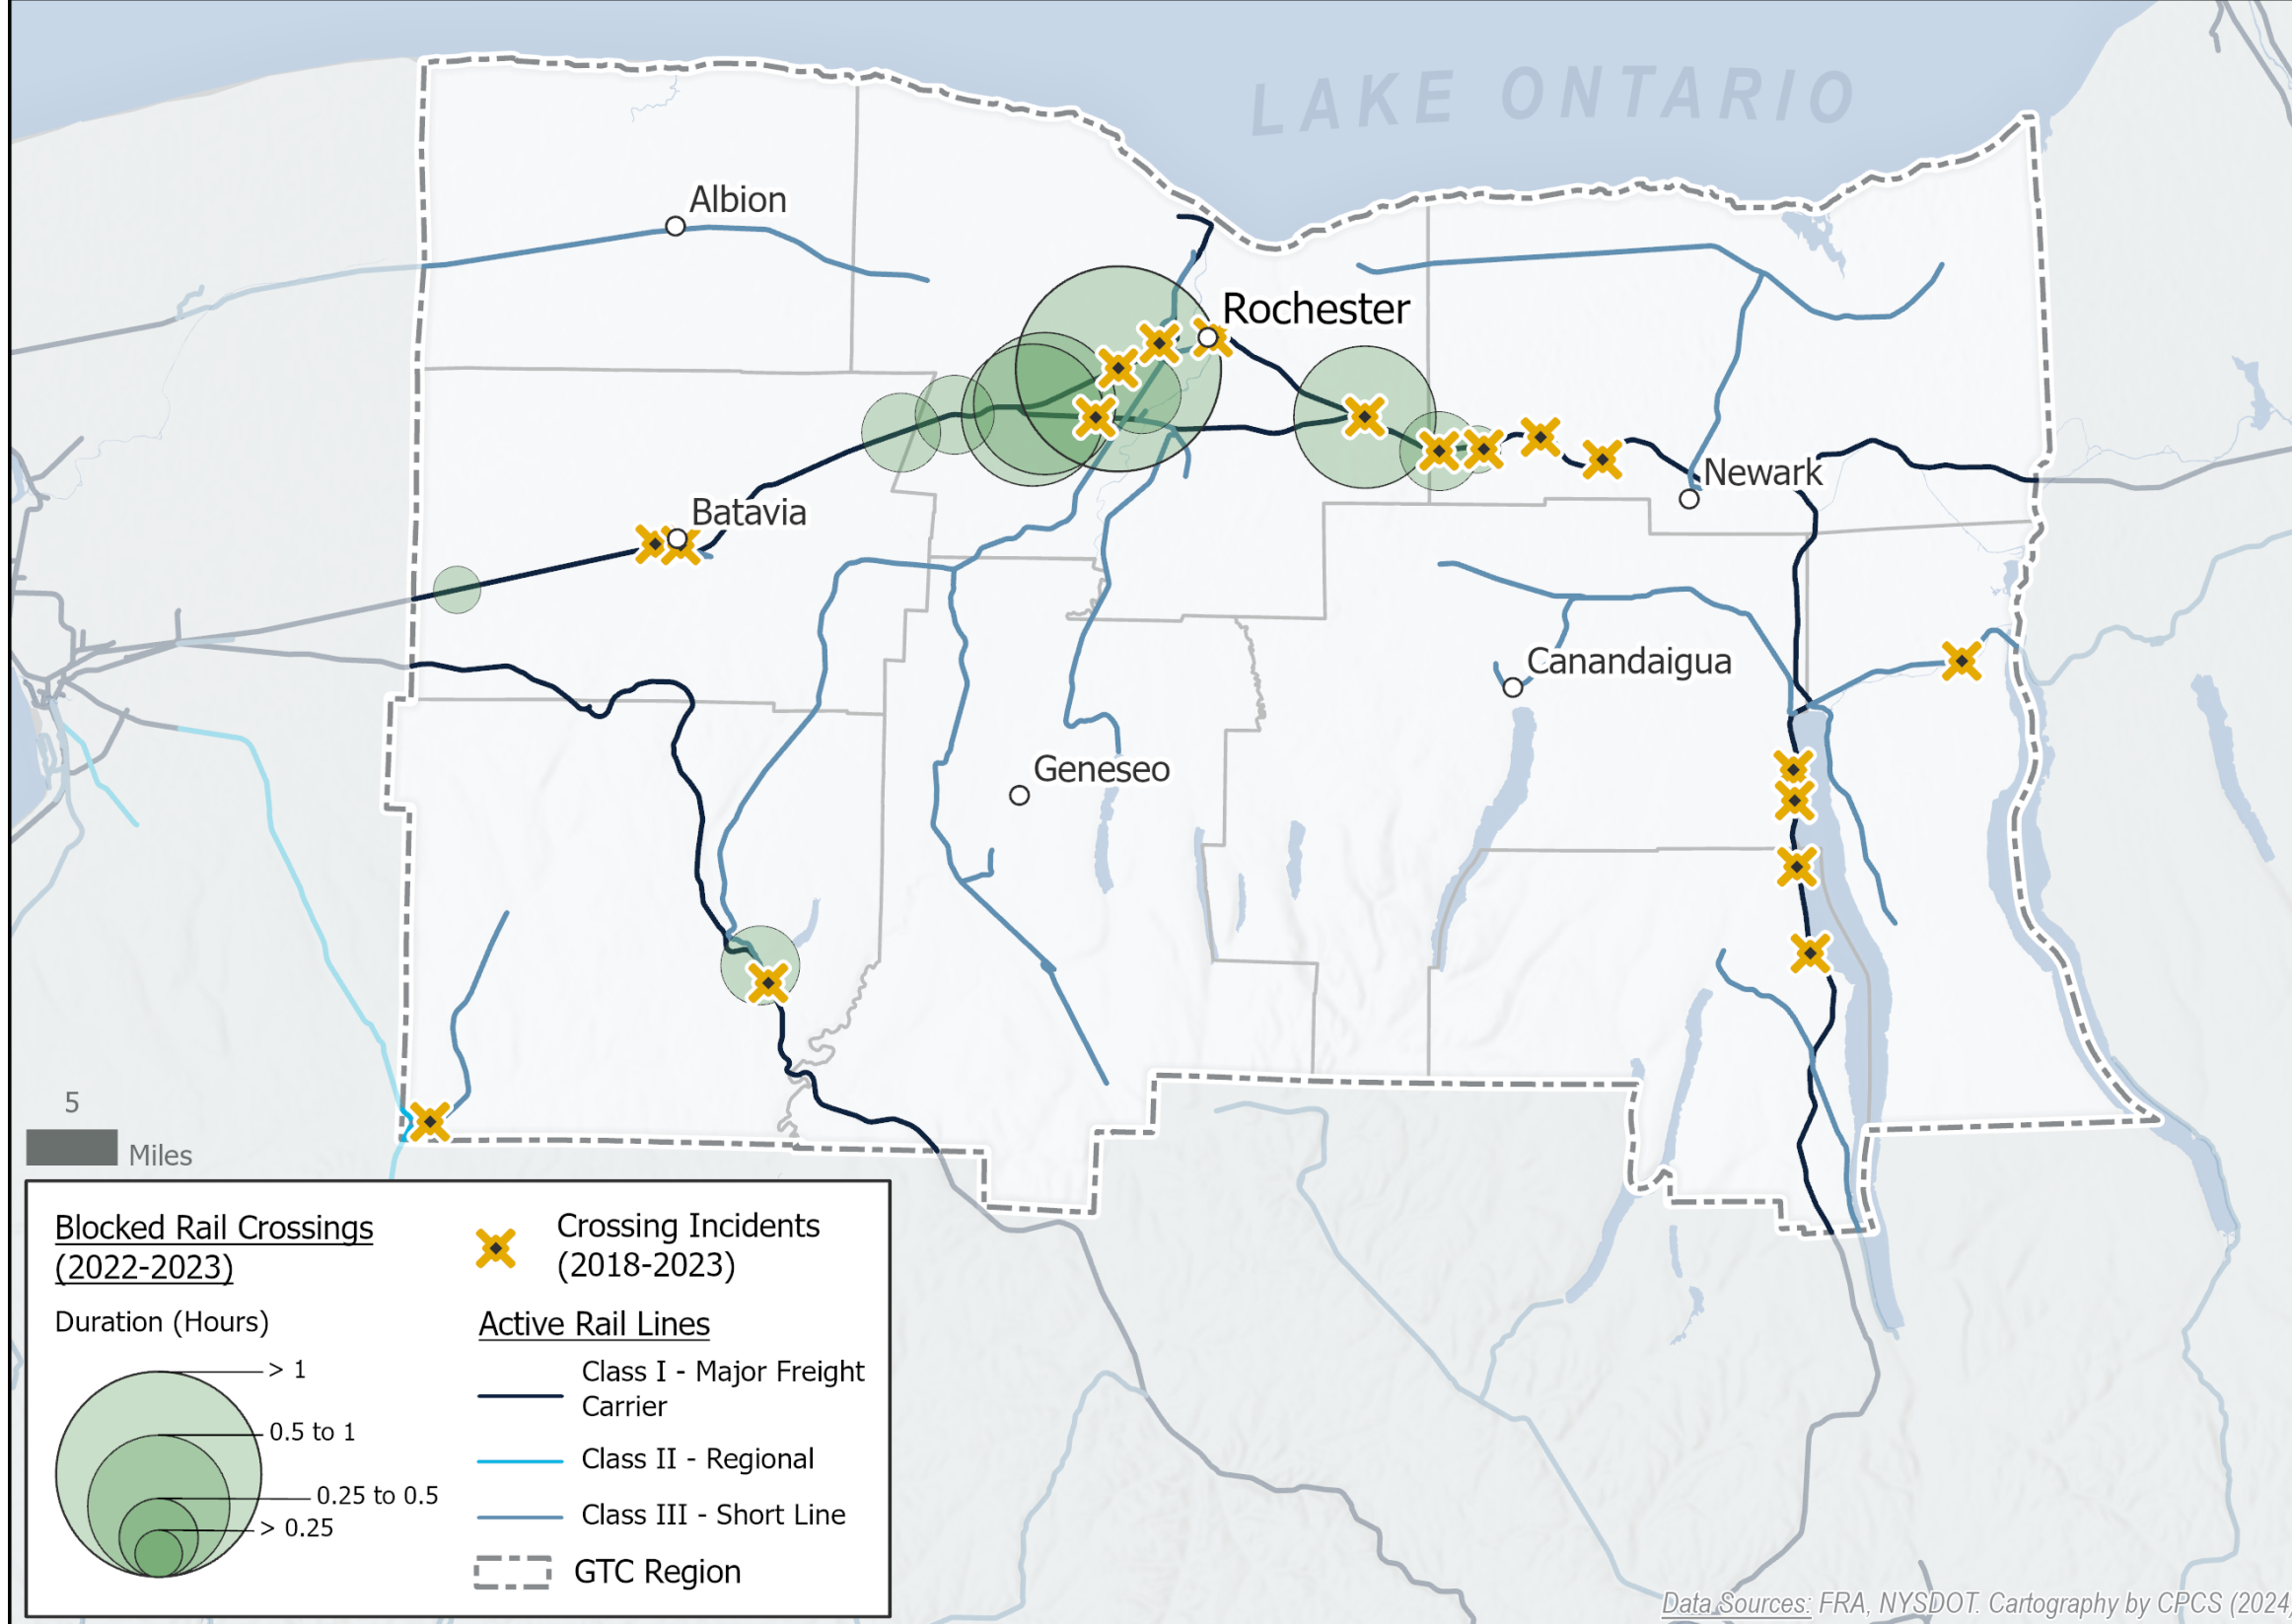 LAKE ONTARIO
Albion
Rochester
Newark
Batavia
Canandaigua
Geneseo
5
Miles
Blocked Rail Crossings
(2022-2023)
Duration (Hours)
> 1
0.5 to 1
0.25 to 0.5
> 0.25
Crossing Incidents
(2018-2023)
Active Rail Lines
Class I - Major Freight
Carrier
Class II - Regional
Class III - Short Line
GTC Region
Data Sources: FRA, NYSDOT. Cartography by CPCS (2024